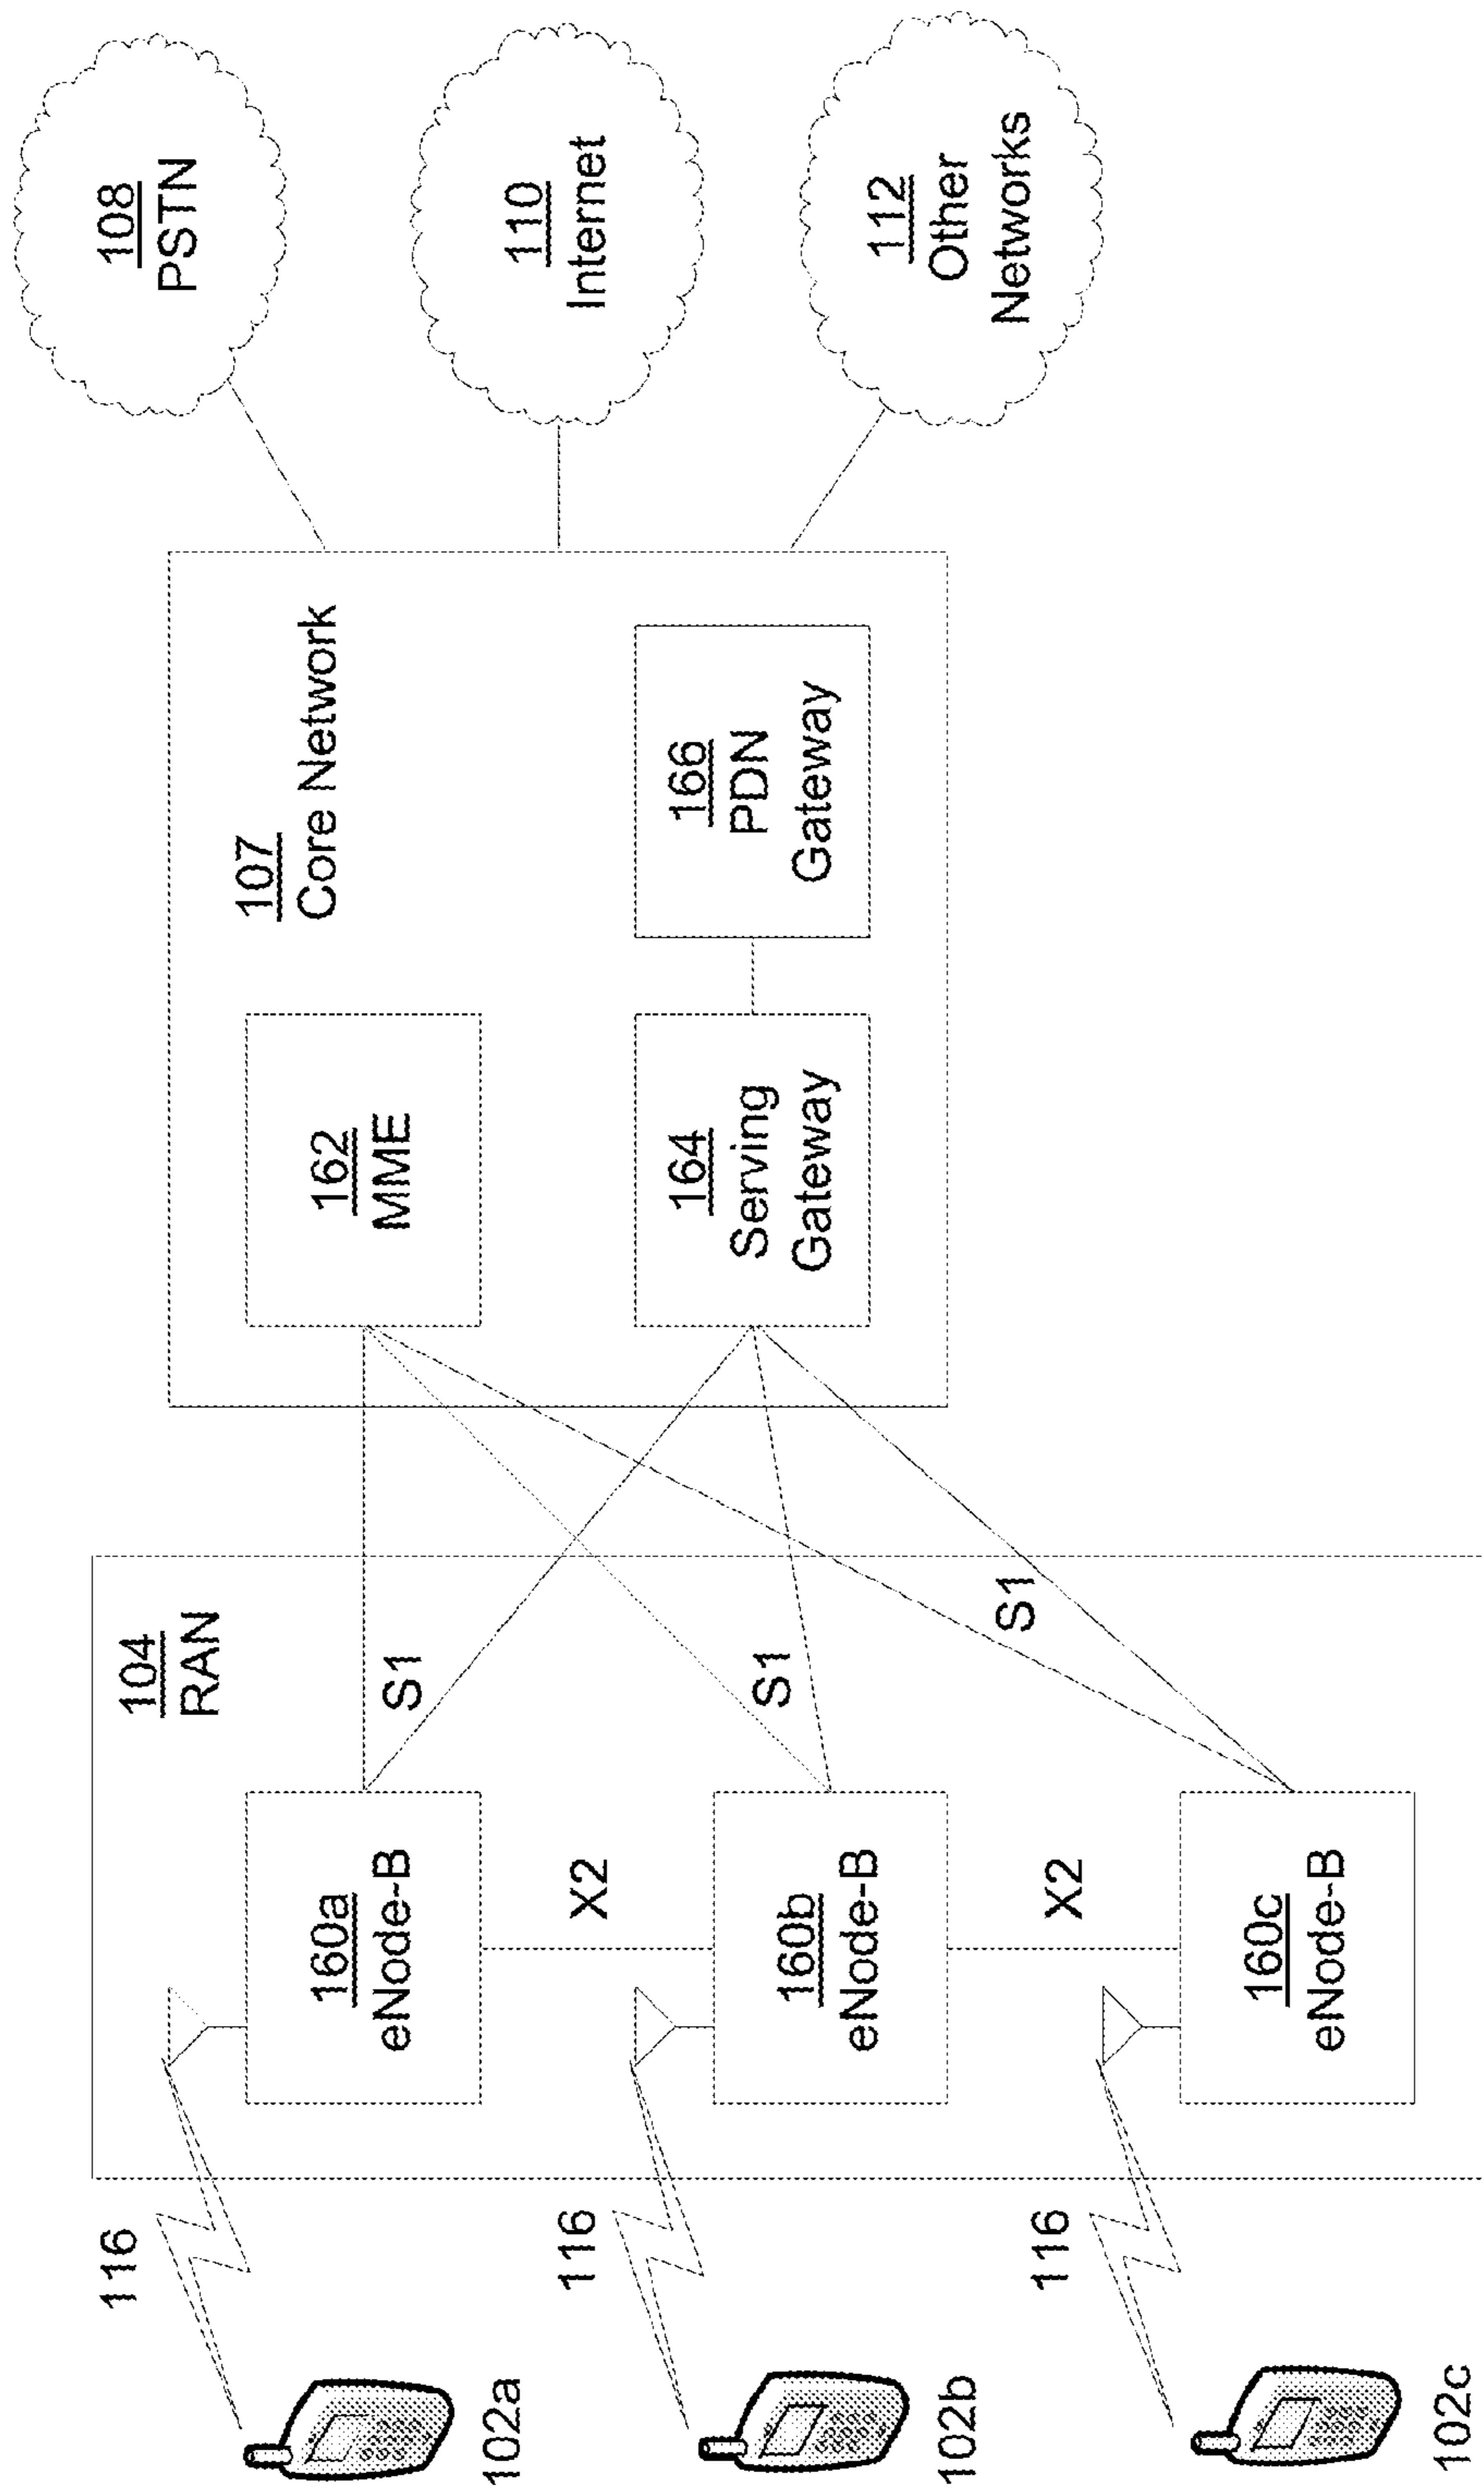 104
RAN
116
102a
160a
eNode-B
S1
X2
116
102b
160b
eNode-B
S1
X2
116
102c
160c
eNode-B
S1
107
Core Network
162
MME
164
Serving
Gateway
166
PDN
Gateway
108
PSTN
110
Internet
112
Other
Networks